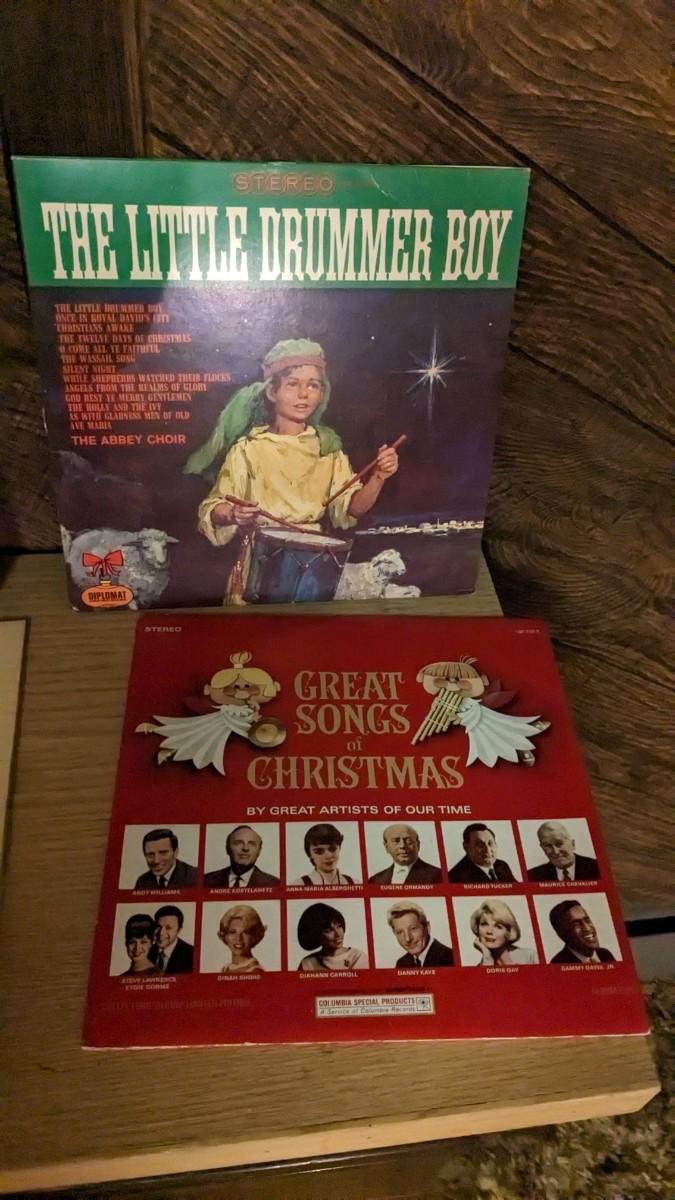 STEREO
THE LITTLE DRUMMER BOY
THE LITTLE DRUMMER BOY
ONCE IN ROYAL DAVID'S CITY
CHRISTIANS AWAKE
THE TWELVE DAYS OF CHRISTMAS
O COME ALL YE FAITHFUL
THE WASSAIL SONG
SILENT NIGHT
WHILE SHEPHERDS WATCHED THEIR FLOCKS
ANGELS FROM THE REALMS OF GLORY
GOD REST YE MERRY GENTLEMEN
THE HOLLY AND THE IVY
AS WITH GLADNESS MEN OF OLD
AVE MARIA
THE ABBEY CHOIR
DIPLOMAT
STEREO
GREAT
SONGS
of
CHRISTMAS
BY GREAT ARTISTS OF OUR TIME
ANDY WILLIAMS ANDRE KOSTELANETZ ANNA MARIA ALBERGHETTI EUGENE ORMANDY RICHARD TUCKER MAURICE CHEVALIER
STEVE LAWRENCE DINAH SHORE DIAHANN CARROLL DANNY KAYE DORIS DAY SAMMY DAVIS, JR.
EYDIE GORME
COLUMBIA SPECIAL PRODUCTS
A Service of Columbia Records